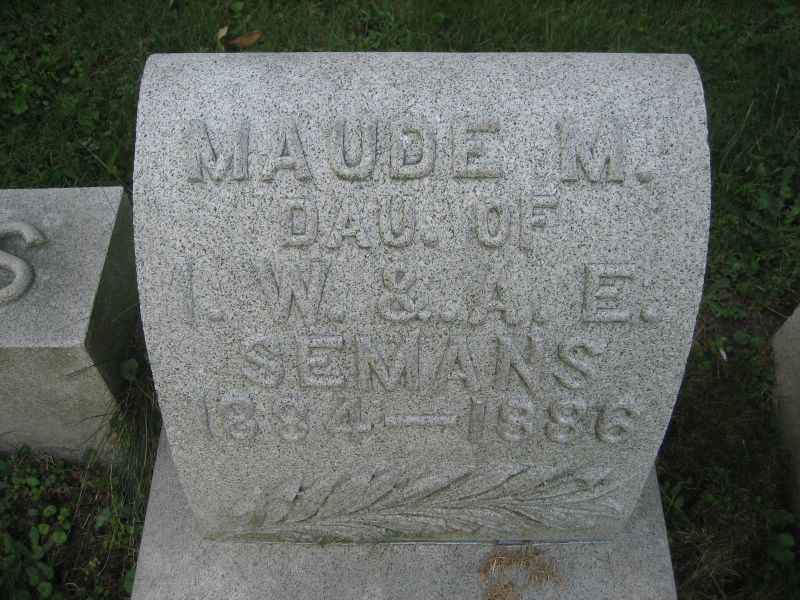 MAUDE M.
DAU. OF
I. W. & A. E.
SEMANS
1884—1886
S